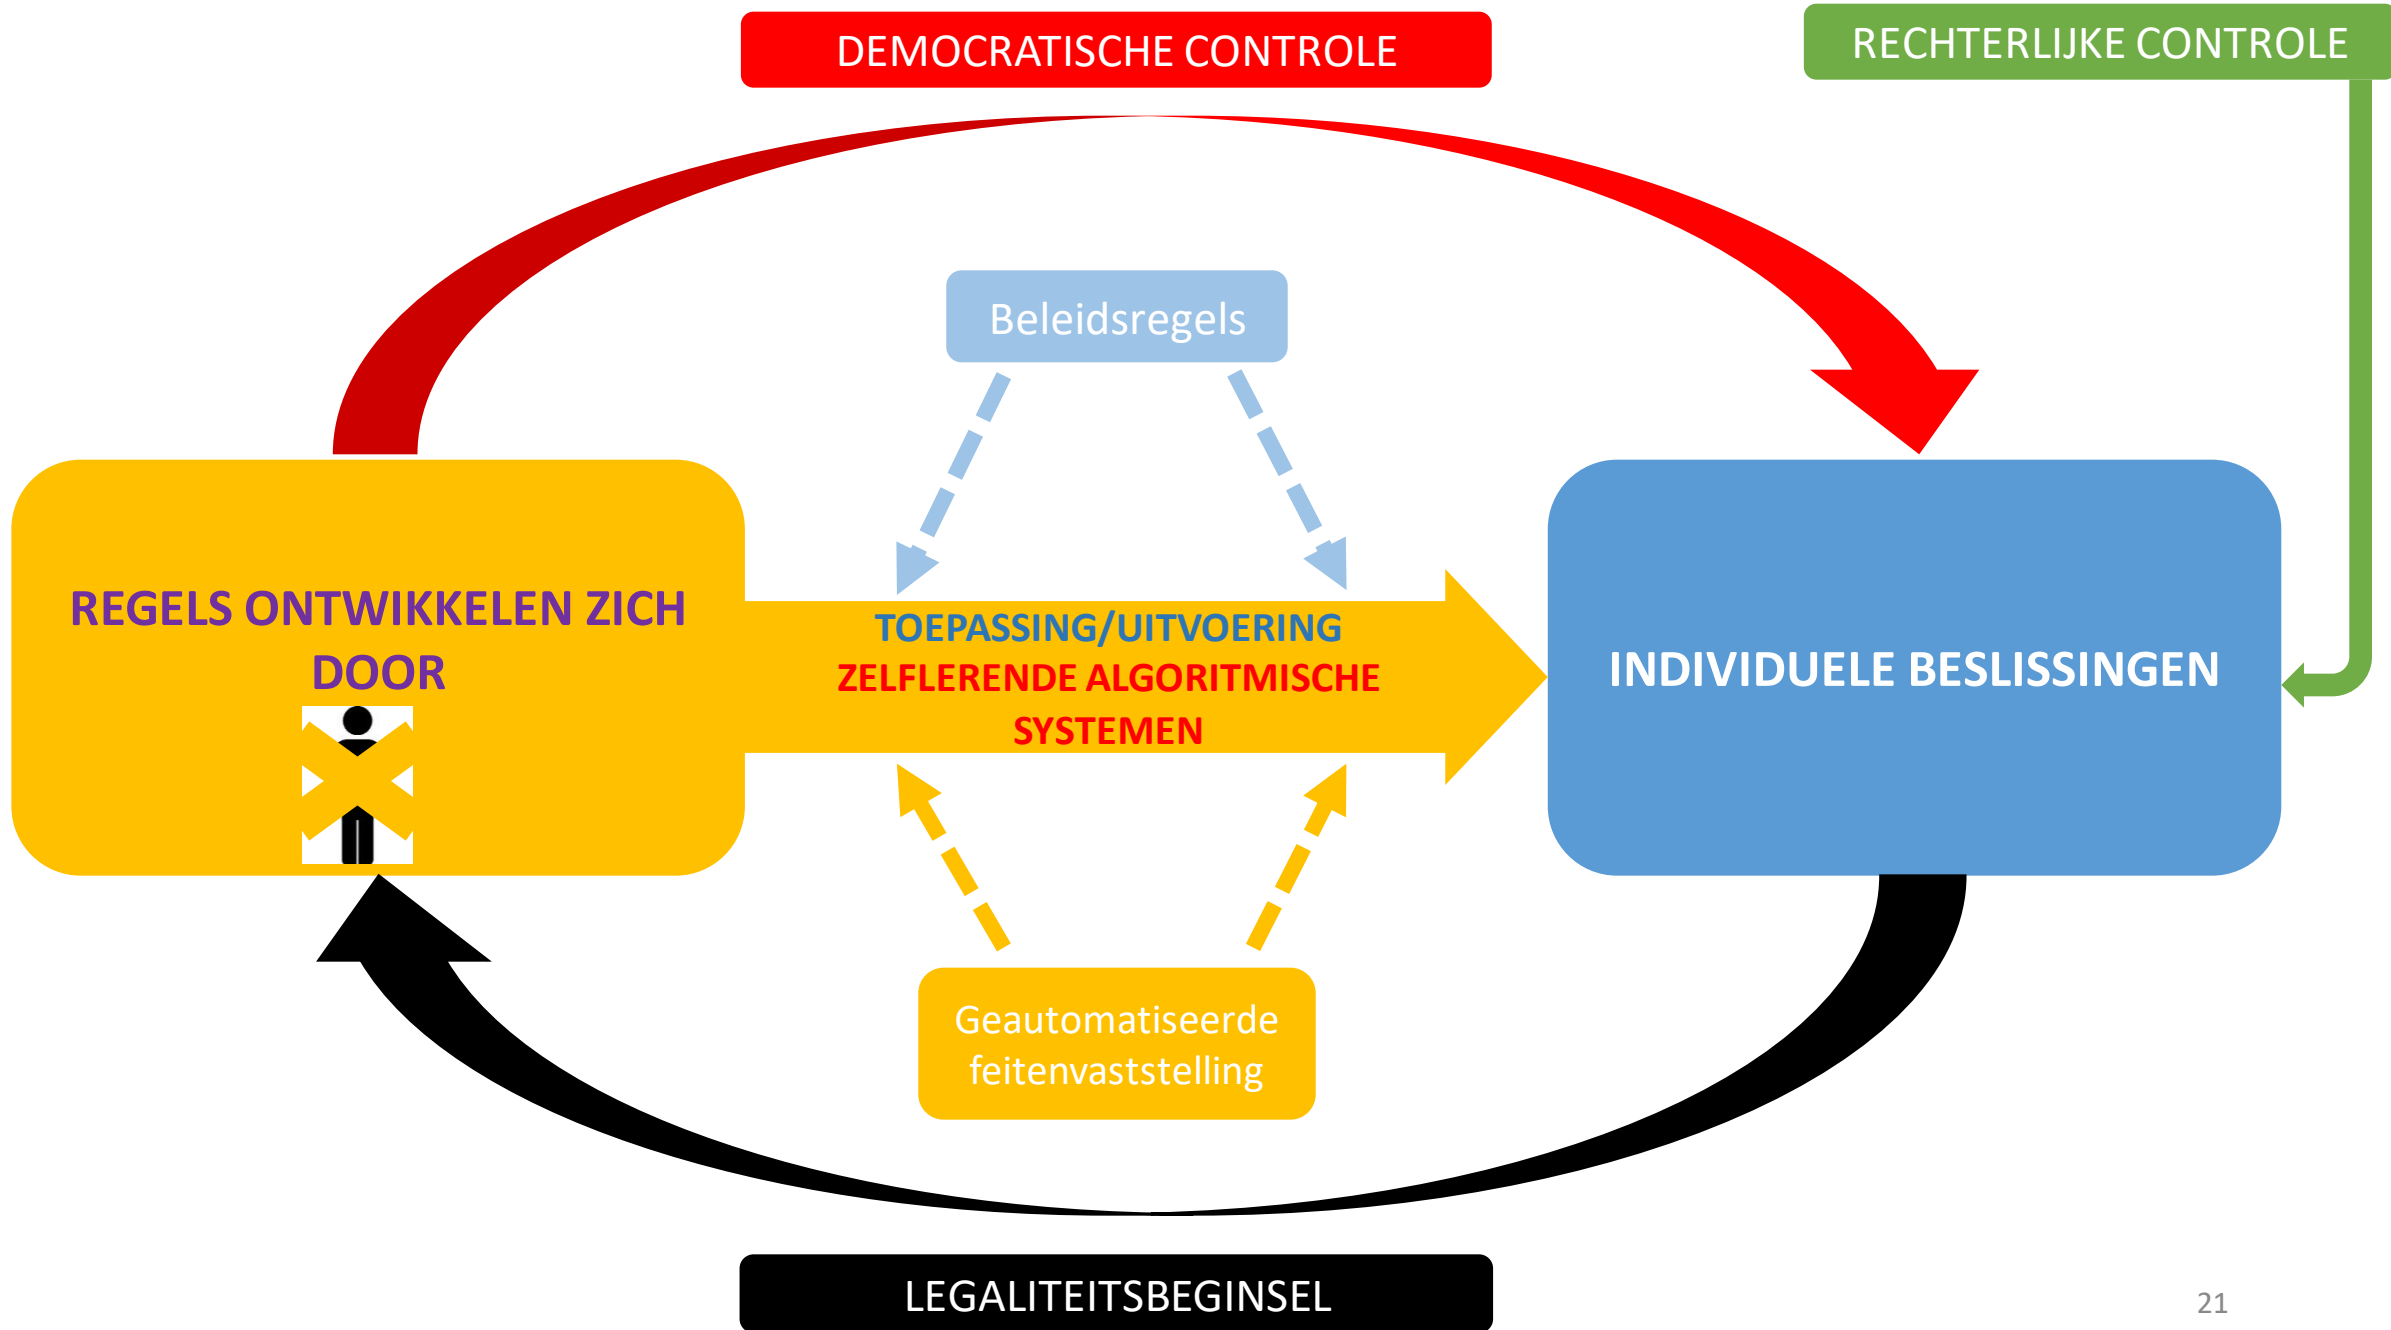 DEMOCRATISCHE CONTROLE
RECHTERLIJKE CONTROLE
Beleidsregels
REGELS ONTWIKKELEN ZICH
DOOR
TOEPASSING/UITVOERING
ZELFLERENDE ALGORITMISCHE
SYSTEMEN
INDIVIDUELE BESLISSINGEN
Geautomatiseerde
feitenvaststelling
LEGALITEITSBEGINSEL
21